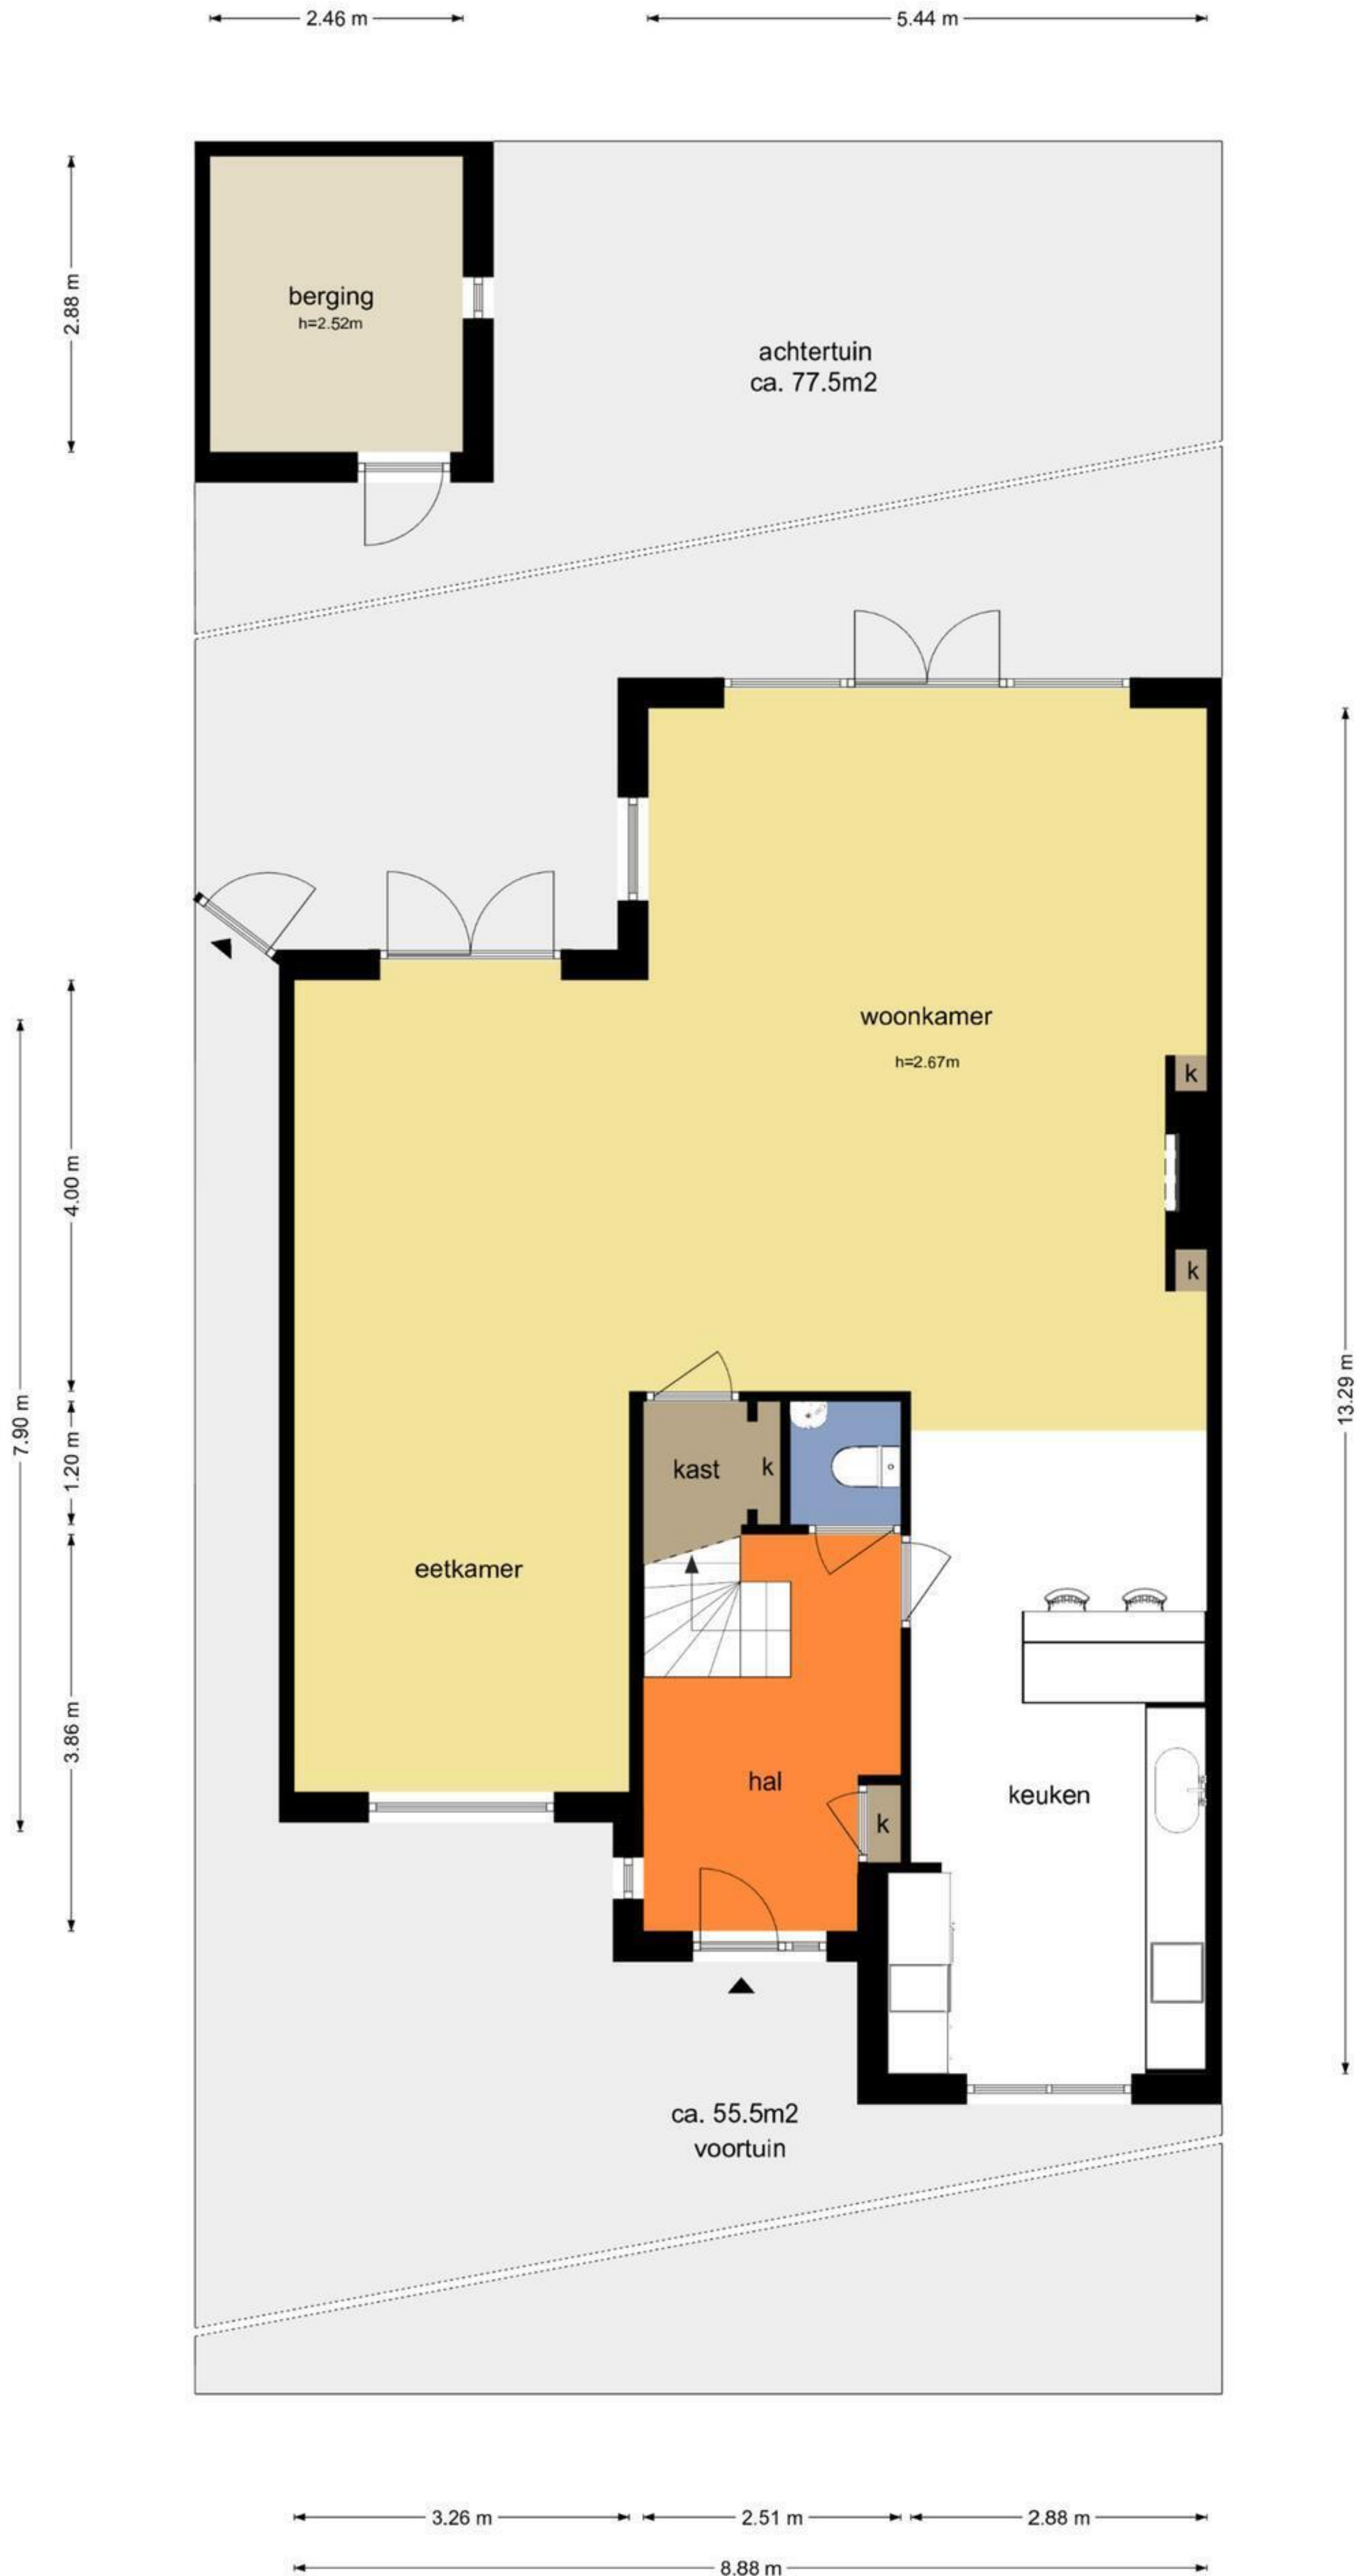 2.46 m
5.44 m
2.88 m
berging
h=2.52m
achtertuin
ca. 77.5m2
woonkamer
h=2.67m
k
4.00 m
k
13.29 m
7.90 m
1.20 m
kast
k
eetkamer
3.86 m
hal
keuken
k
ca. 55.5m2
voortuin
3.26 m
2.51 m
2.88 m
8.88 m